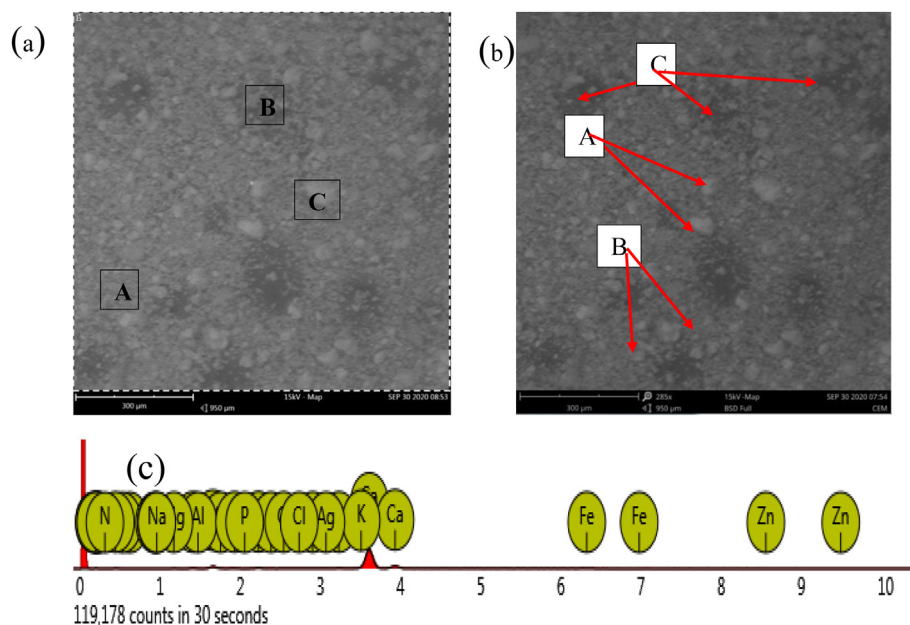 (a)
B
C
A
300 µm
950 µm
15kV - Map
SEP 30 2020 08:53
(b)
C
A
B
300 µm
285x
950 µm
15kV -Map
BSD Full
SEP 30 2020 07:54
CEM
(c)
N Na g Al P Cl Ag K Ca Fe Fe Zn Zn
0 1 2 3 4 5 6 7 8 9 10
119,178 counts in 30 seconds